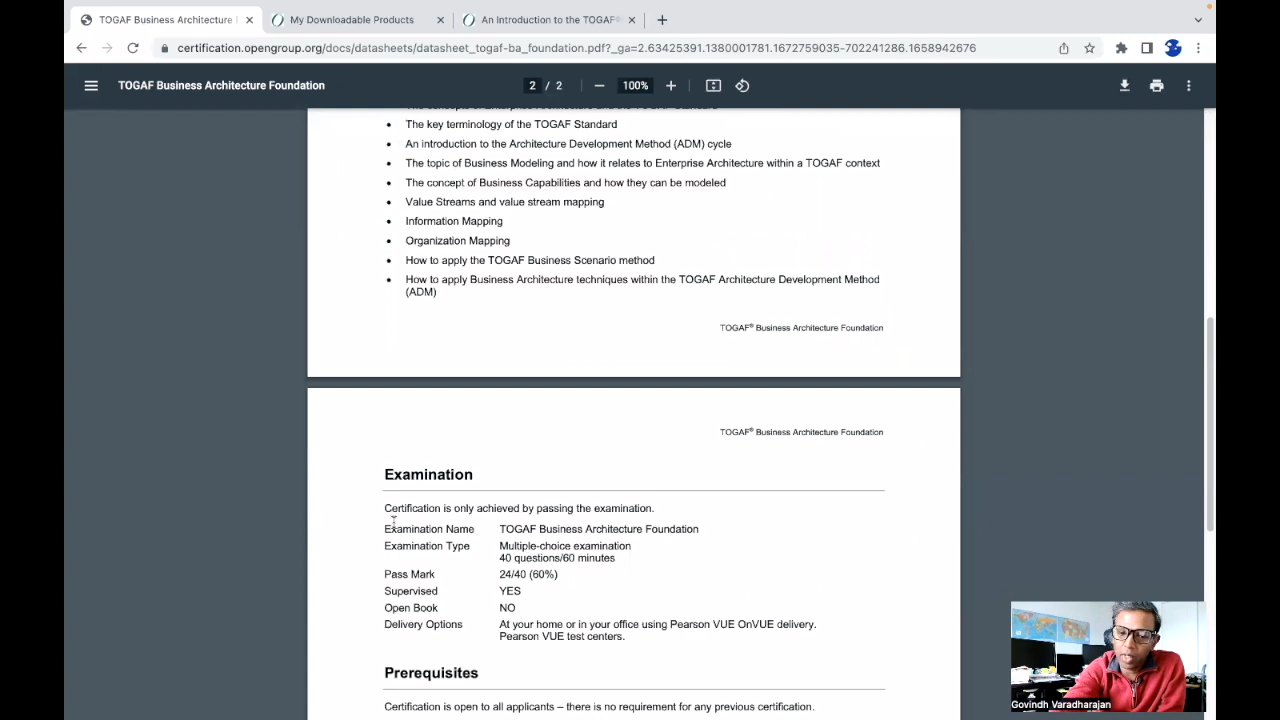 TOGAF Business Architecture
My Downloadable Products
An Introduction to the TOGAF®
certification.opengroup.org/docs/datasheets/datasheet_togaf-ba_foundation.pdf?_ga=2.63425391.1380001781.1672759035-702241286.1658942676
TOGAF Business Architecture Foundation
2 / 2
100%
• The key terminology of the TOGAF Standard
• An introduction to the Architecture Development Method (ADM) cycle
• The topic of Business Modeling and how it relates to Enterprise Architecture within a TOGAF context
• The concept of Business Capabilities and how they can be modeled
• Value Streams and value stream mapping
• Information Mapping
• Organization Mapping
• How to apply the TOGAF Business Scenario method
• How to apply Business Architecture techniques within the TOGAF Architecture Development Method
(ADM)
TOGAF® Business Architecture Foundation
TOGAF® Business Architecture Foundation
Examination
Certification is only achieved by passing the examination.
Examination Name TOGAF Business Architecture Foundation
Examination Type Multiple-choice examination
40 questions/60 minutes
Pass Mark 24/40 (60%)
Supervised YES
Open Book NO
Delivery Options At your home or in your office using Pearson VUE OnVUE delivery.
Pearson VUE test centers.
Prerequisites
Certification is open to all applicants – there is no requirement for any previous certification.
Govindh Varadharajan